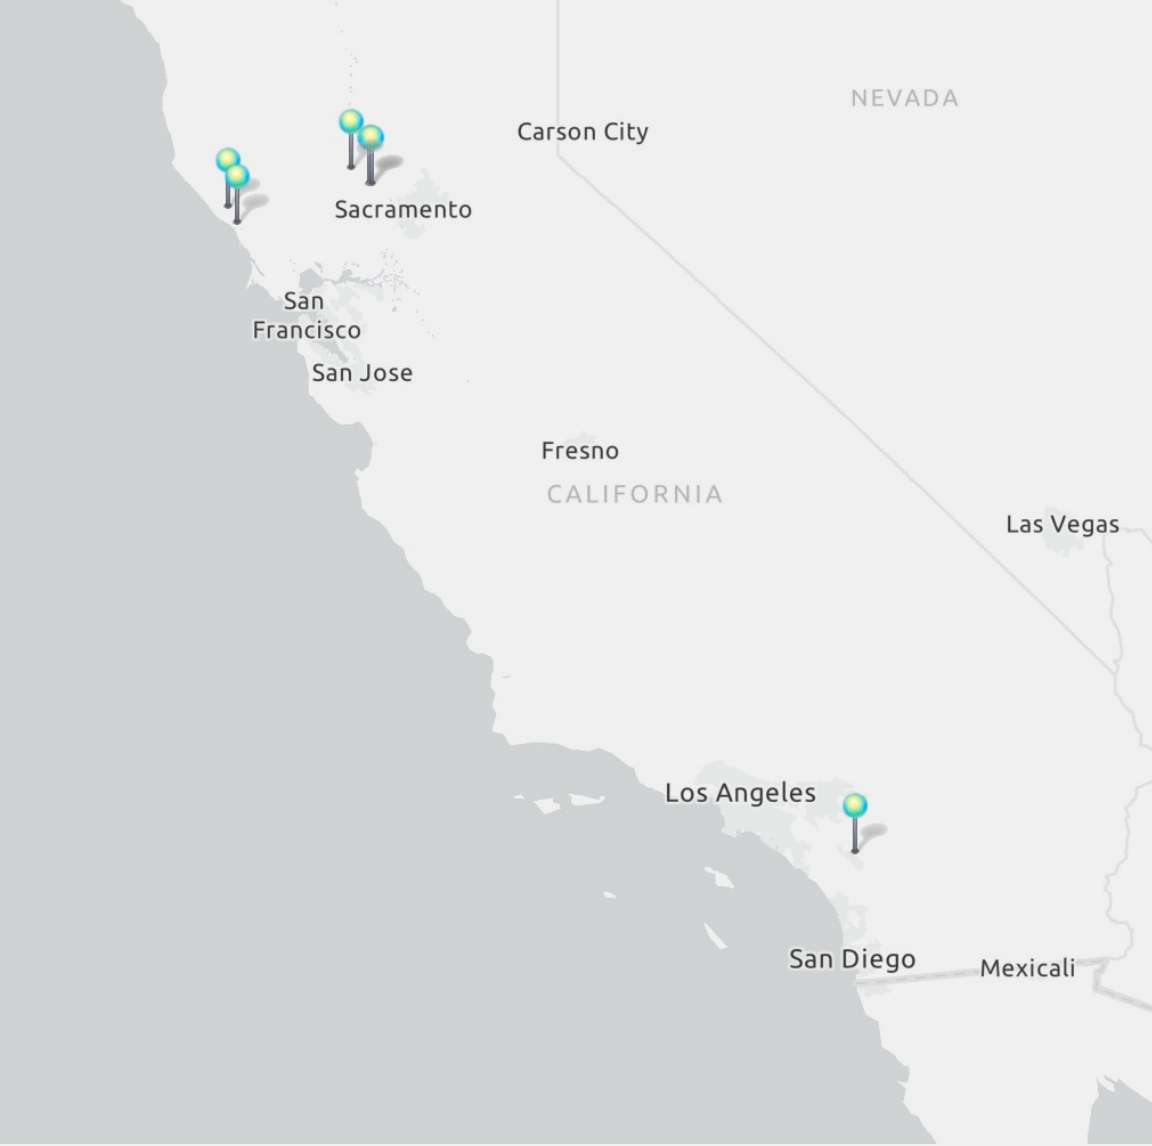 NEVADA
Carson City
Sacramento
San
Francisco
San Jose
Fresno
CALIFORNIA
Las Vegas
Los Angeles
San Diego
Mexicali